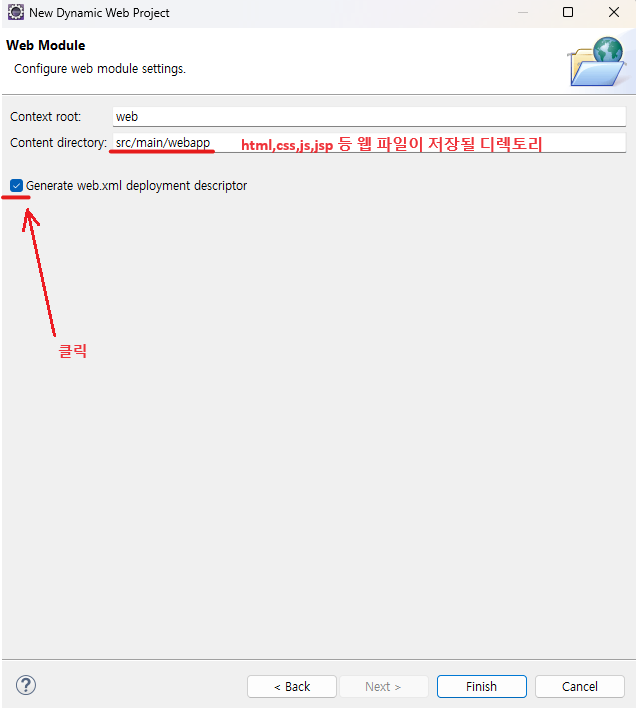 New Dynamic Web Project
Web Module
Configure web module settings.
Context root: web
Content directory: src/main/webapp html,css,js,jsp 등 웹 파일이 저장될 디렉토리
Generate web.xml deployment descriptor
클릭
? < Back Next > Finish Cancel